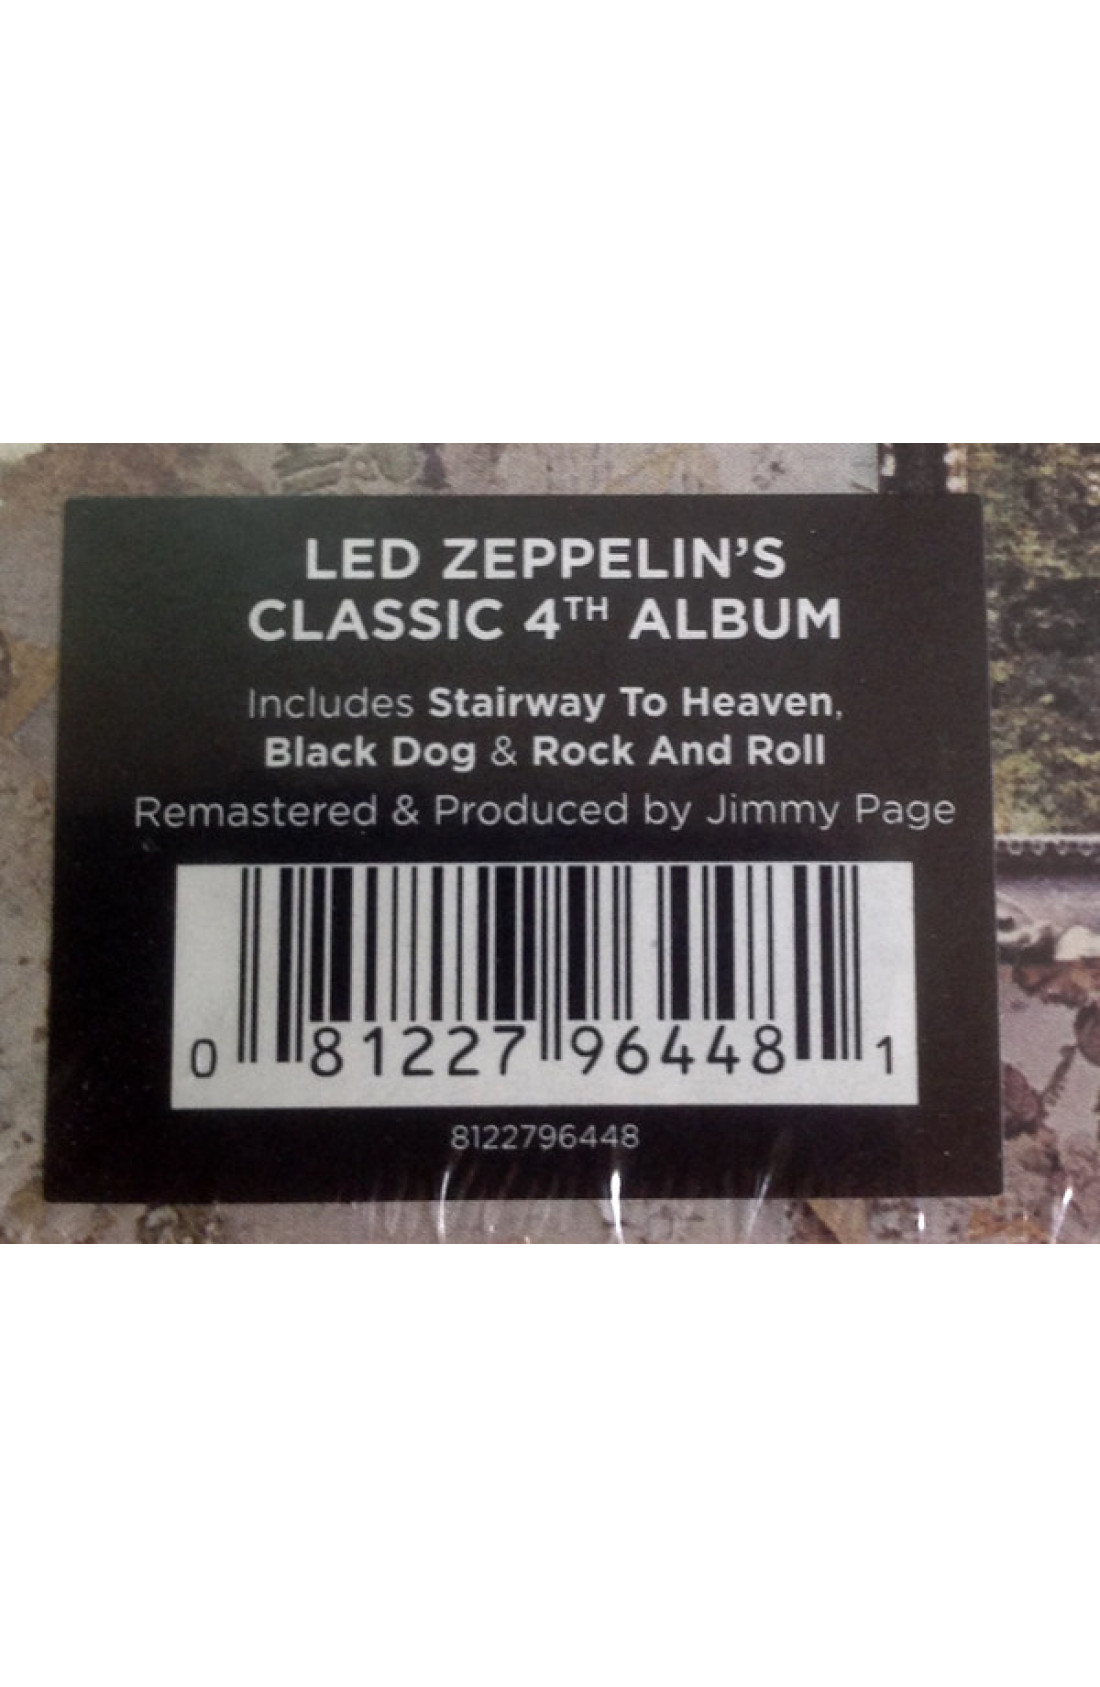 LED ZEPPELIN'S
CLASSIC 4TH ALBUM
Includes Stairway To Heaven,
Black Dog & Rock And Roll
Remastered & Produced by Jimmy Page
0 81227 96448 1
8122796448